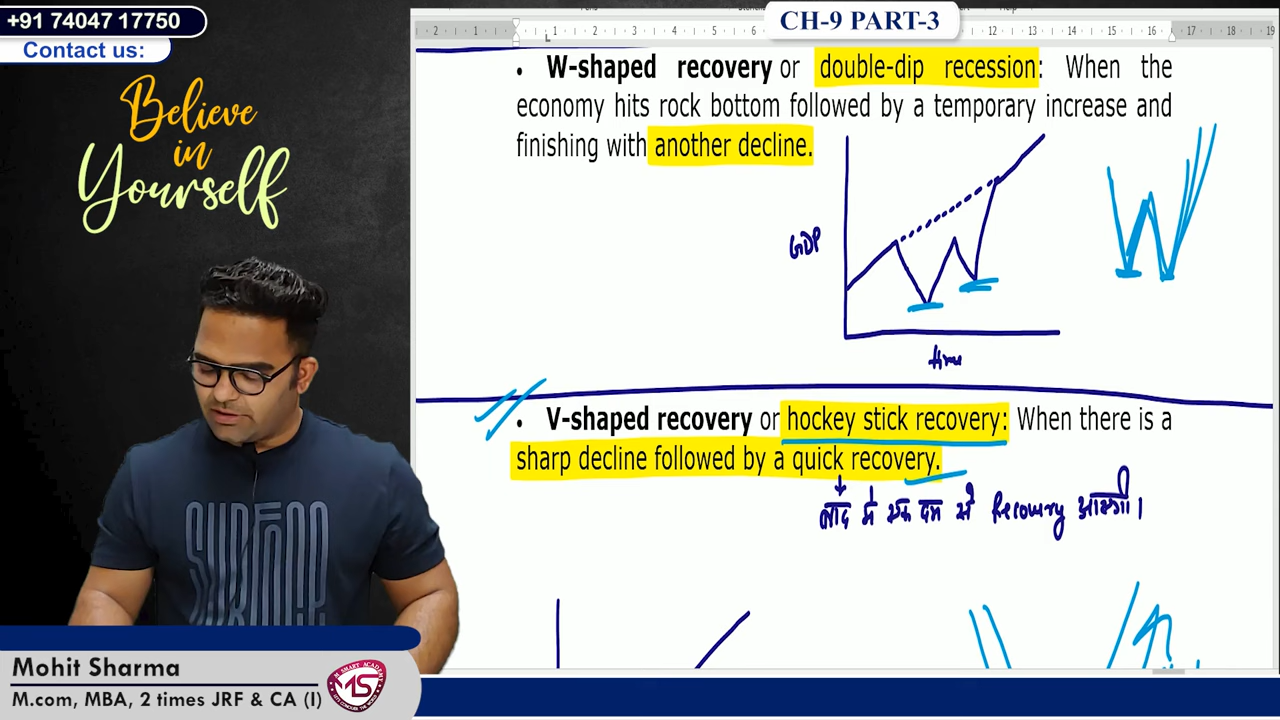 +91 74047 17750
Contact us:
Believe
in
Yourself
CH-9 PART-3
• W-shaped recovery or double-dip recession: When the
economy hits rock bottom followed by a temporary increase and
finishing with another decline.
GDP
time
• V-shaped recovery or hockey stick recovery: When there is a
sharp decline followed by a quick recovery.
बाद में एक दम से Recovery आएगी।
Mohit Sharma
M.com, MBA, 2 times JRF & CA (I)
MS